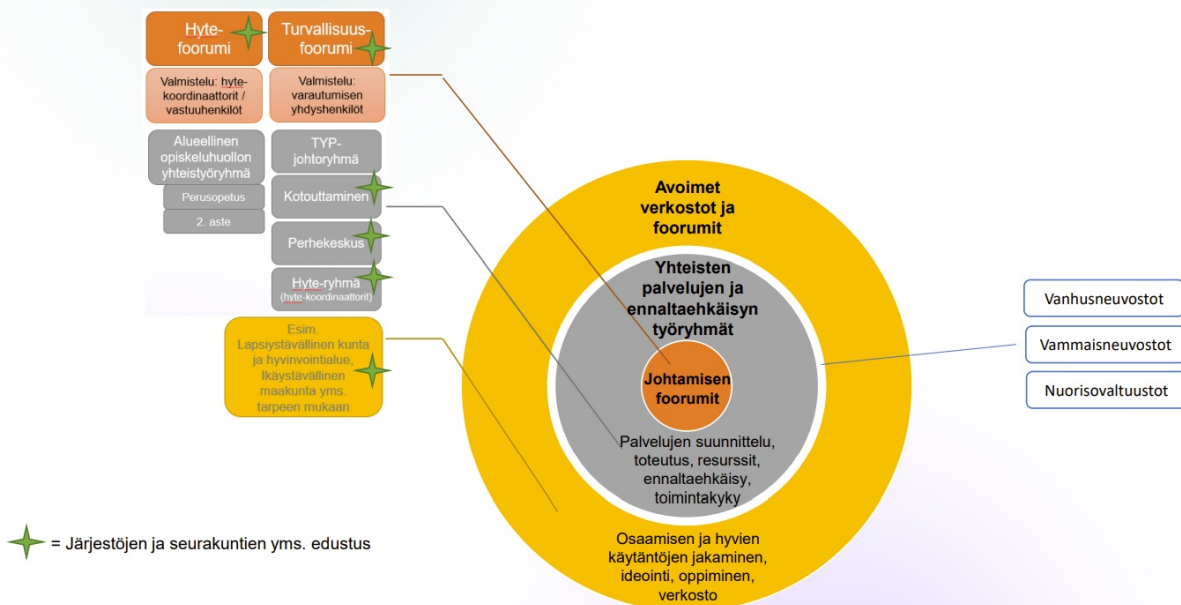 Hyte-
foorumi
Turvallisuus-
foorumi
Valmistelu: hyte-
koordinaattorit /
vastuuhenkilöt
Valmistelu:
varautumisen
yhdyshenkilöt
Alueellinen
opiskeluhuollon
yhteistyöryhmä
Perusopetus
2. aste
TYP-
johtoryhmä
Kotouttaminen
Perhekeskus
Hyte-ryhmä
(hyte-koordinaattorit)
Esim.
Lapsiystävällinen kunta
ja hyvinvointialue,
Ikäystävällinen
maakunta yms.
tarpeen mukaan
= Järjestöjen ja seurakuntien yms. edustus
Avoimet
verkostot ja
foorumit
Yhteisten
palvelujen ja
ennaltaehkäisyn
työryhmät
Johtamisen
foorumit
Palvelujen suunnittelu,
toteutus, resurssit,
ennaltaehkäisy,
toimintakyky
Osaamisen ja hyvien
käytäntöjen jakaminen,
ideointi, oppiminen,
verkosto
Vanhusneuvostot
Vammaisneuvostot
Nuorisovaltuustot